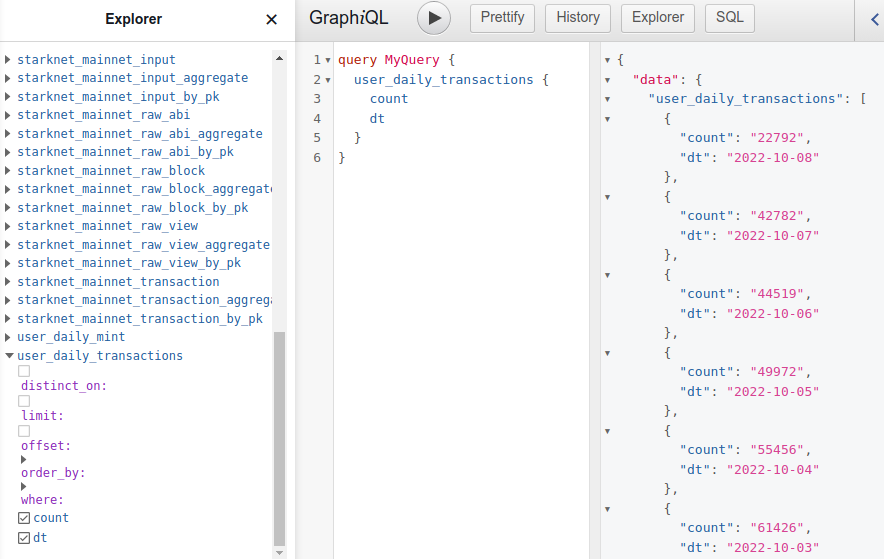 Explorer
✕
starknet_mainnet_input
starknet_mainnet_input_aggregate
starknet_mainnet_input_by_pk
starknet_mainnet_raw_abi
starknet_mainnet_raw_abi_aggregate
starknet_mainnet_raw_abi_by_pk
starknet_mainnet_raw_block
starknet_mainnet_raw_block_aggregat
starknet_mainnet_raw_block_by_pk
starknet_mainnet_raw_view
starknet_mainnet_raw_view_aggregate
starknet_mainnet_raw_view_by_pk
starknet_mainnet_transaction
starknet_mainnet_transaction_aggreg
starknet_mainnet_transaction_by_pk
user_daily_mint
user_daily_transactions
distinct_on:
limit:
offset:
order_by:
where:
count
dt
GraphiQL
Prettify
History
Explorer
SQL
1 query MyQuery {
2 user_daily_transactions {
3 count
4 dt
5 }
6 }
{
"data": {
"user_daily_transactions": [
{
"count": "22792",
"dt": "2022-10-08"
},
{
"count": "42782",
"dt": "2022-10-07"
},
{
"count": "44519",
"dt": "2022-10-06"
},
{
"count": "49972",
"dt": "2022-10-05"
},
{
"count": "55456",
"dt": "2022-10-04"
},
{
"count": "61426",
"dt": "2022-10-03"